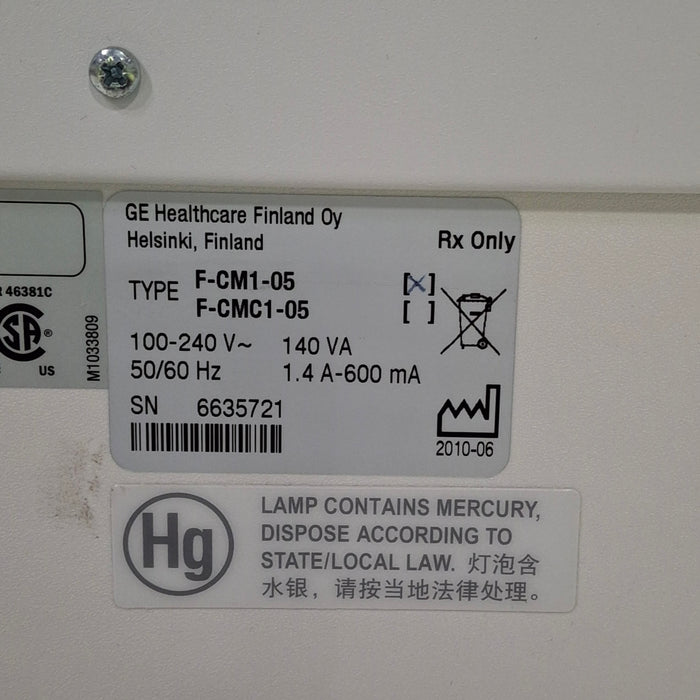 GE Healthcare Finland Oy
Helsinki, Finland
Rx Only
TYPE F-CM1-05 [X]
F-CMC1-05 [ ]
100-240 V~ 140 VA
50/60 Hz 1.4 A-600 mA
SN 6635721
2010-06
46381C
SA ®
US
M1033809
Hg
LAMP CONTAINS MERCURY,
DISPOSE ACCORDING TO
STATE/LOCAL LAW. 灯泡含
水银，请按当地法律处理。